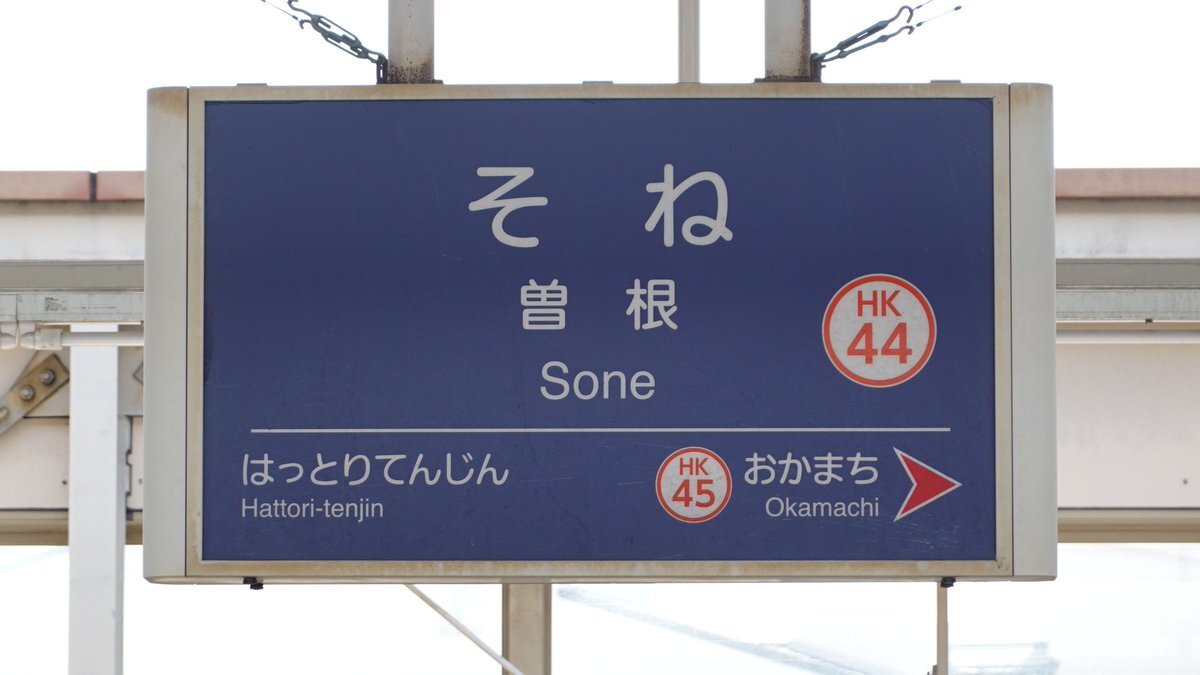 そね
曽根
Sone
HK
44
はっとりてんじん
Hattori-tenjin
HK
45
おかまち
Okamachi